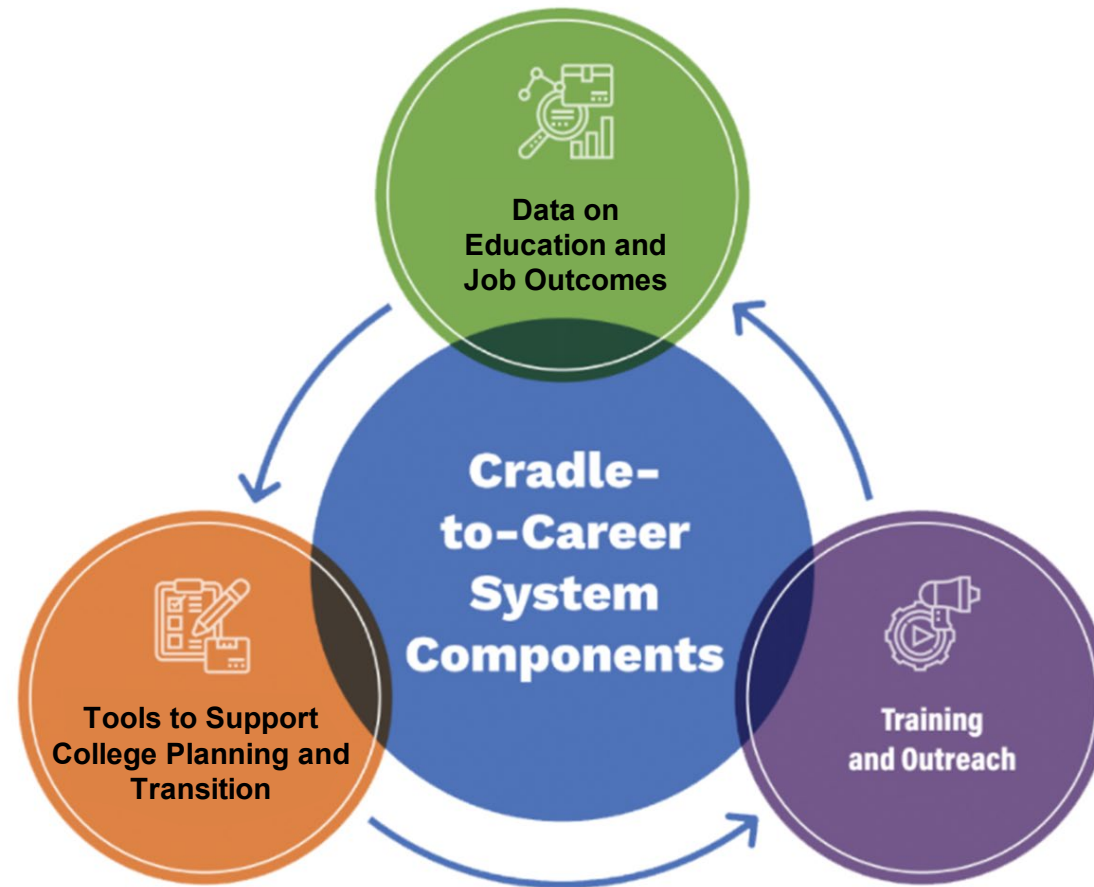 Data on
Education and
Job Outcomes
Cradle-
to-Career
System
Components
Tools to Support
College Planning and
Transition
Training
and Outreach